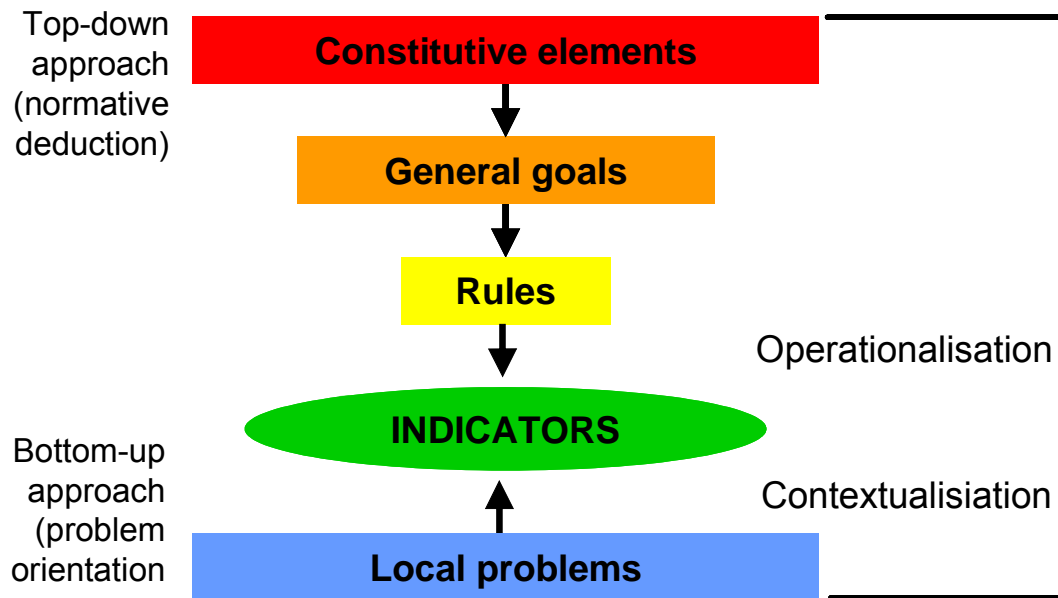 Top-down
approach
(normative
deduction)
Constitutive elements
General goals
Rules
Operationalisation
INDICATORS
Bottom-up
approach
(problem
orientation
Contextualisiation
Local problems